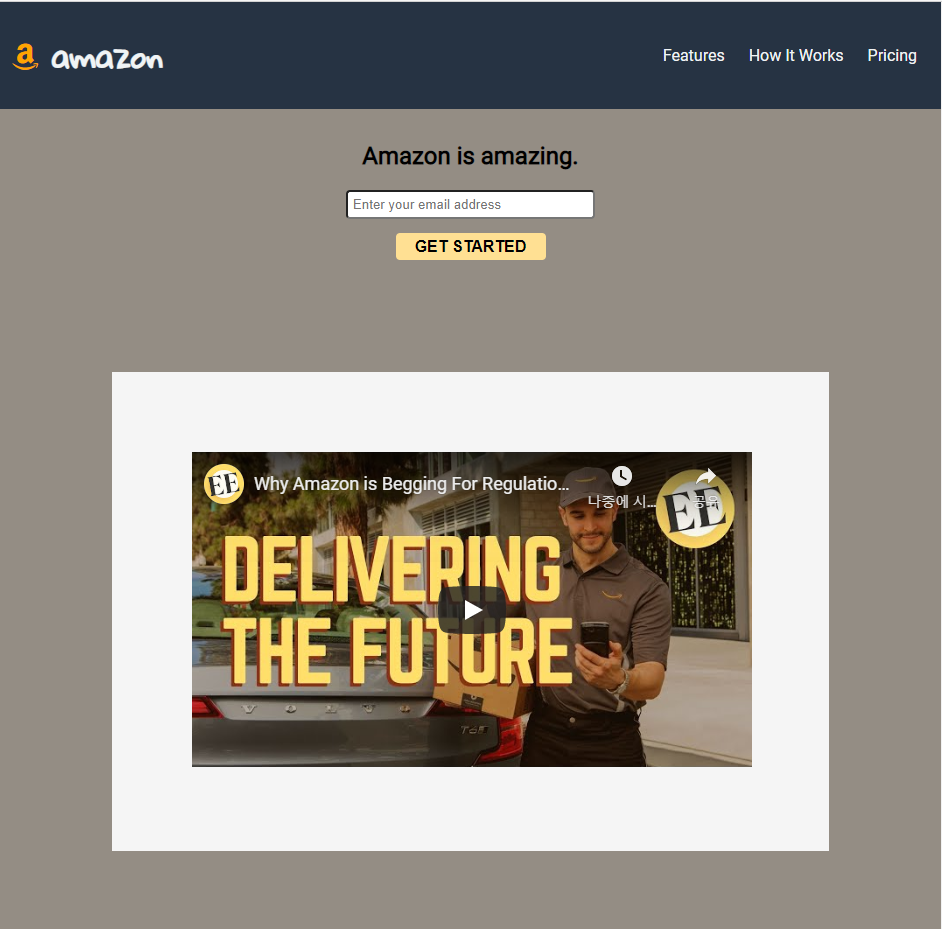 a amazon
Features How It Works Pricing
Amazon is amazing.
Enter your email address
GET STARTED
EE Why Amazon is Begging For Regulatio...
나중에 시... 공유
EE
DELIVERING
THE FUTURE
VOLVO
T6